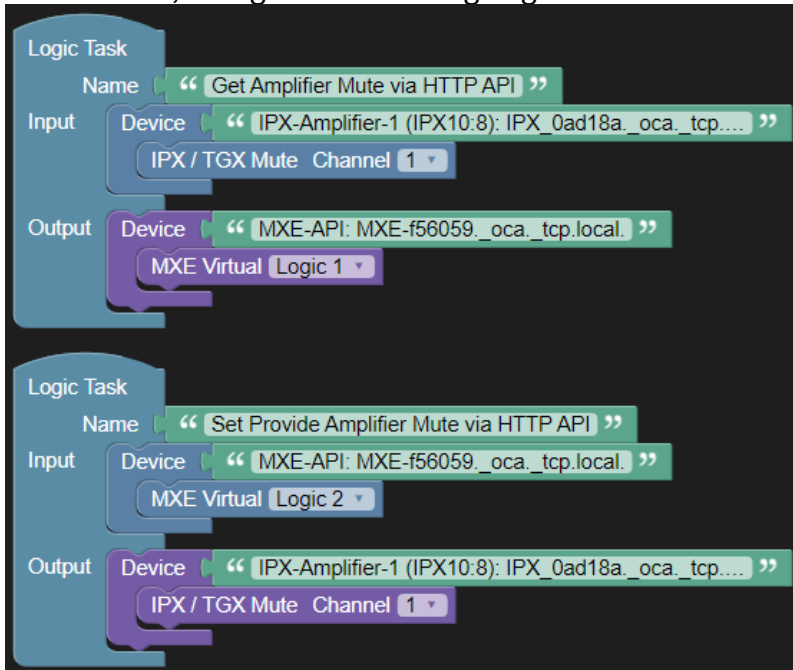 Logic Task
Name “ Get Amplifier Mute via HTTP API ”
Input Device “ IPX-Amplifier-1 (IPX10:8): IPX_0ad18a._oca._tcp.... ”
IPX / TGX Mute Channel 1
Output Device “ MXE-API: MXE-f56059._oca._tcp.local. ”
MXE Virtual Logic 1
Logic Task
Name “ Set Provide Amplifier Mute via HTTP API ”
Input Device “ MXE-API: MXE-f56059._oca._tcp.local. ”
MXE Virtual Logic 2
Output Device “ IPX-Amplifier-1 (IPX10:8): IPX_0ad18a._oca._tcp.... ”
IPX / TGX Mute Channel 1